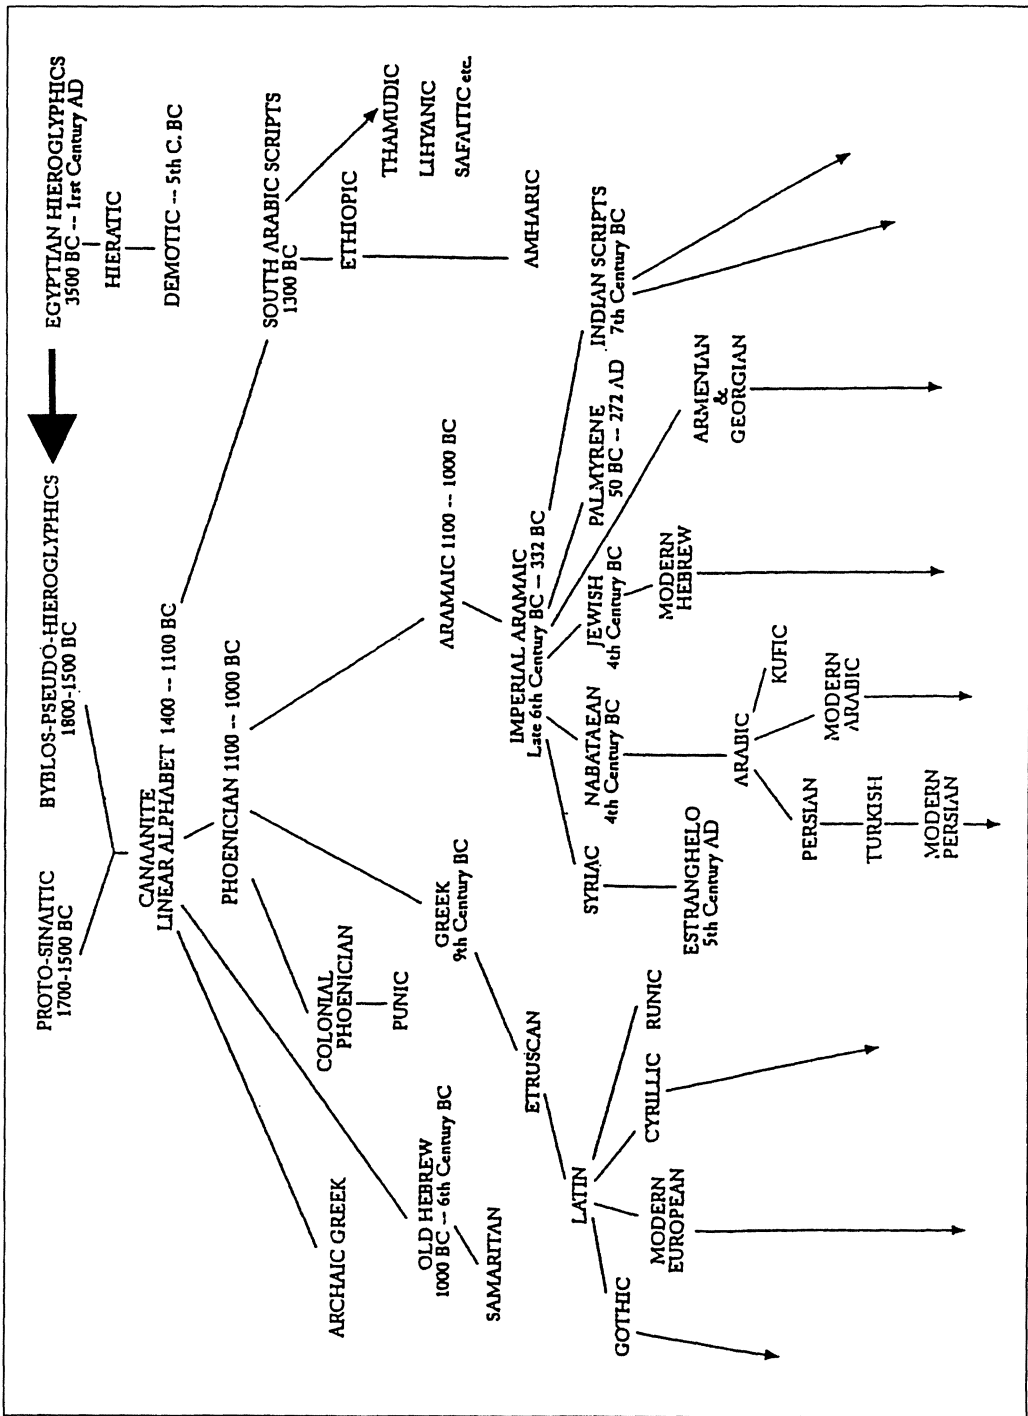 EGYPTIAN HIEROGLYPHICS
3500 BC -- 1rst Century AD
HIERATIC
DEMOTIC -- 5th C. BC
BYBLOS-PSEUDO-HIEROGLYPHICS
1800-1500 BC
PROTO-SINAITIC
1700-1500 BC
CANAANITE
LINEAR ALPHABET 1400 -- 1100 BC
SOUTH ARABIC SCRIPTS
1300 BC
ETHIOPIC
AMHARIC
THAMUDIC
LIHYANIC
SAFAITIC etc.
PHOENICIAN 1100 -- 1000 BC
COLONIAL
PHOENICIAN
PUNIC
ARCHAIC GREEK
OLD HEBREW
1000 BC -- 6th Century BC
SAMARITAN
GREEK
9th Century BC
ETRUSCAN
LATIN
GOTHIC
MODERN
EUROPEAN
CYRILLIC
RUNIC
ARAMAIC 1100 -- 1000 BC
IMPERIAL ARAMAIC
Late 6th Century BC -- 332 BC
SYRIAC
ESTRANGHELO
5th Century AD
NABATAEAN
4th Century BC
ARABIC
PERSIAN
TURKISH
MODERN
PERSIAN
MODERN
ARABIC
KUFIC
JEWISH
4th Century BC
MODERN
HEBREW
PALMYRENE
50 BC -- 272 AD
ARMENIAN
&
GEORGIAN
INDIAN SCRIPTS
7th Century BC